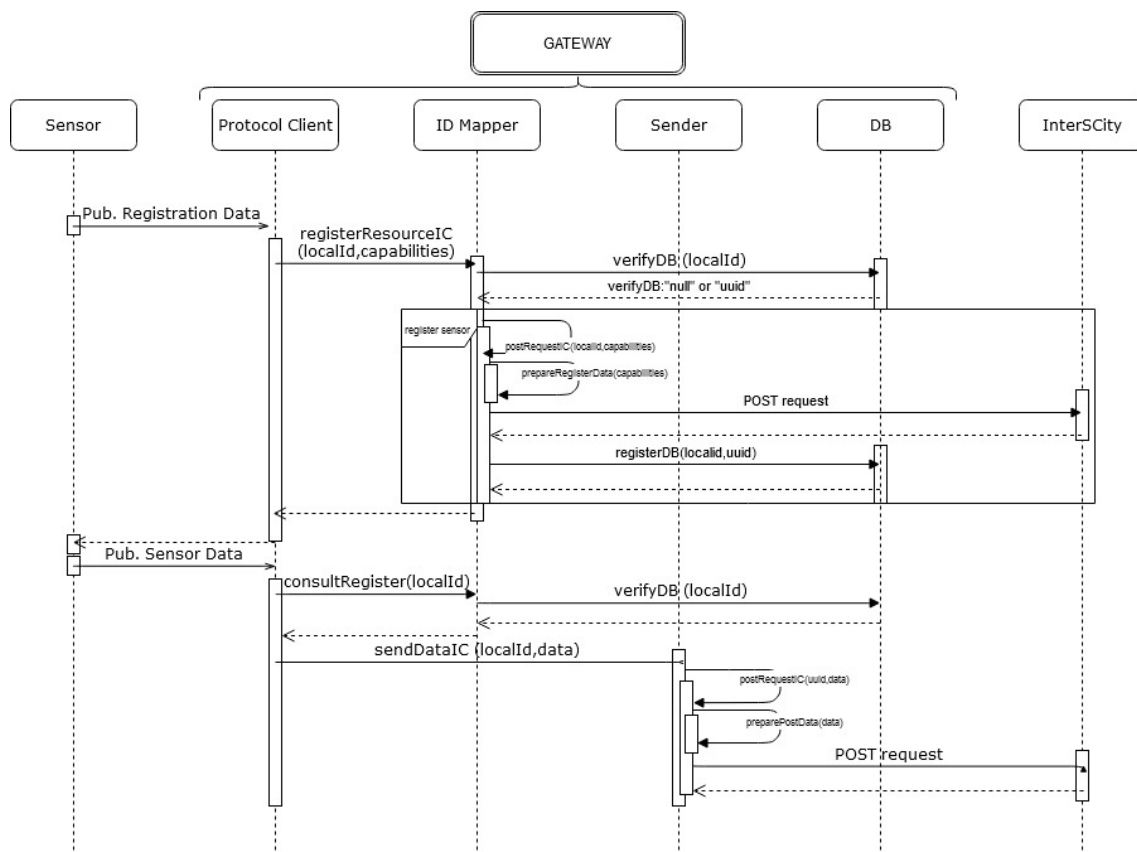 GATEWAY
Sensor
Protocol Client
ID Mapper
Sender
DB
InterSCity
Pub. Registration Data
registerResourceIC
(localId,capabilities)
verifyDB (localId)
verifyDB:"null" or "uuid"
register sensor
postRequestIC(localId,capabilities)
prepareRegisterData(capabilities)
POST request
registerDB(localid,uuid)
Pub. Sensor Data
consultRegister(localId)
verifyDB (localId)
sendDataIC (localId,data)
postRequestIC(uuid,data)
preparePostData(data)
POST request